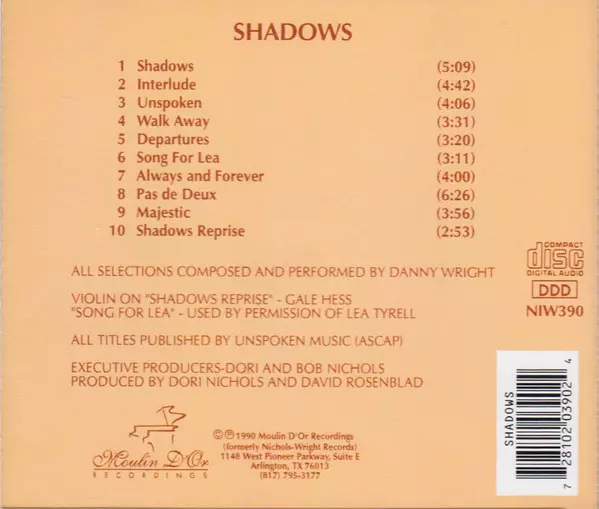 SHADOWS
1 Shadows (5:09)
2 Interlude (4:42)
3 Unspoken (4:06)
4 Walk Away (3:31)
5 Departures (3:20)
6 Song For Lea (3:11)
7 Always and Forever (4:00)
8 Pas de Deux (6:26)
9 Majestic (3:56)
10 Shadows Reprise (2:53)
COMPACT
disc
DIGITAL AUDIO
DDD
NIW390
ALL SELECTIONS COMPOSED AND PERFORMED BY DANNY WRIGHT
VIOLIN ON "SHADOWS REPRISE" - GALE HESS
"SONG FOR LEA" - USED BY PERMISSION OF LEA TYRELL
ALL TITLES PUBLISHED BY UNSPOKEN MUSIC (ASCAP)
EXECUTIVE PRODUCERS-DORI AND BOB NICHOLS
PRODUCED BY DORI NICHOLS AND DAVID ROSENBLAD
Moulin D'Or
RECORDINGS
©℗1990 Moulin D'Or Recordings
(formerly Nichols-Wright Records)
1148 West Pioneer Parkway, Suite E
Arlington, TX 76013
(817) 795-3177
SHADOWS
7 28102 03902 4